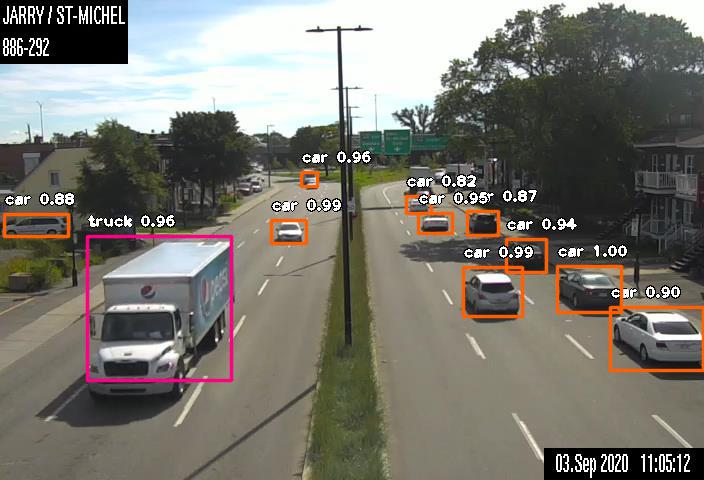 JARRY / ST-MICHEL
886-292
car 0.96
car 0.88
car 0.82
car 0.95
r 0.87
car 0.99
truck 0.96
car 0.94
car 0.99
car 1.00
car 0.90
pepsi
03.Sep 2020 11:05:12